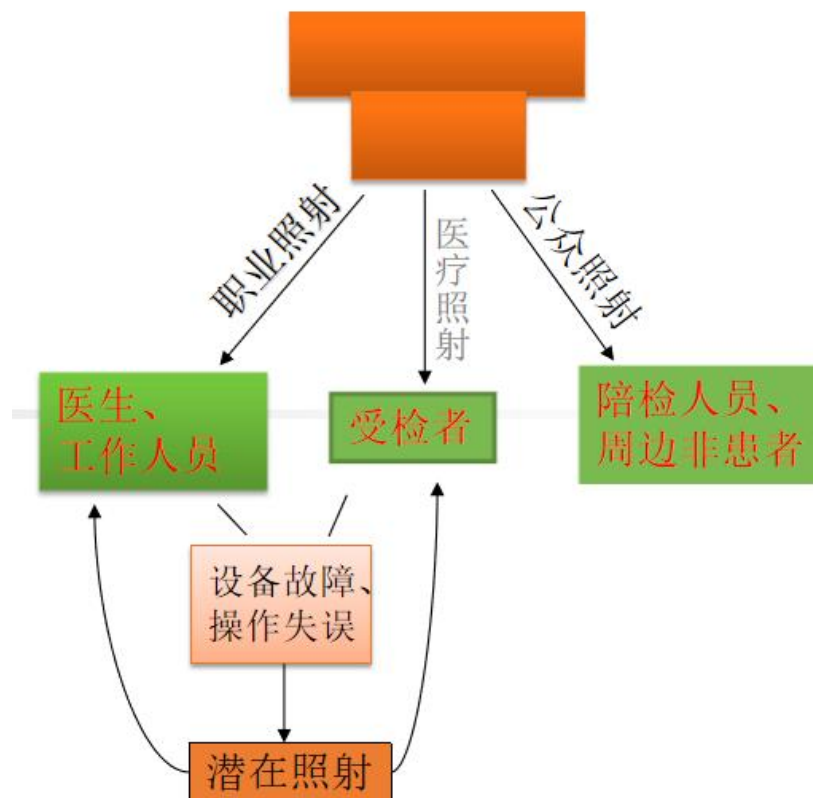 职业照射
医疗照射
公众照射
医生、
工作人员
受检者
陪检人员、
周边非患者
设备故障、
操作失误
潜在照射